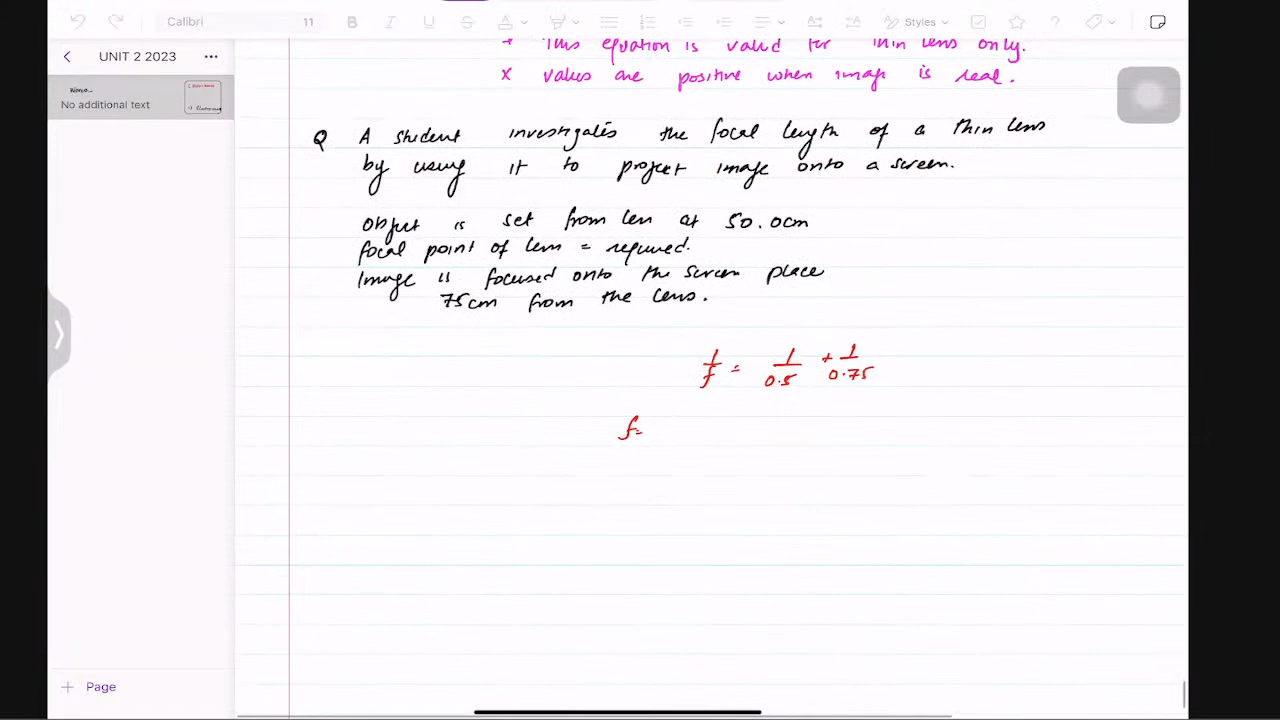 Calibri 11 B I U S A Styles ?
UNIT 2 2023
No additional text
* This equation is valid for thin lens only.
x values are positive when image is real.
Q A student investigates the focal length of a thin lens
by using it to project image onto a screen.
Object is set from len at 50.0cm
focal point of lens = required.
Image is focused onto the screen place
75cm from the lens.
1/f = 1/0.5 + 1/0.75
f=
+ Page